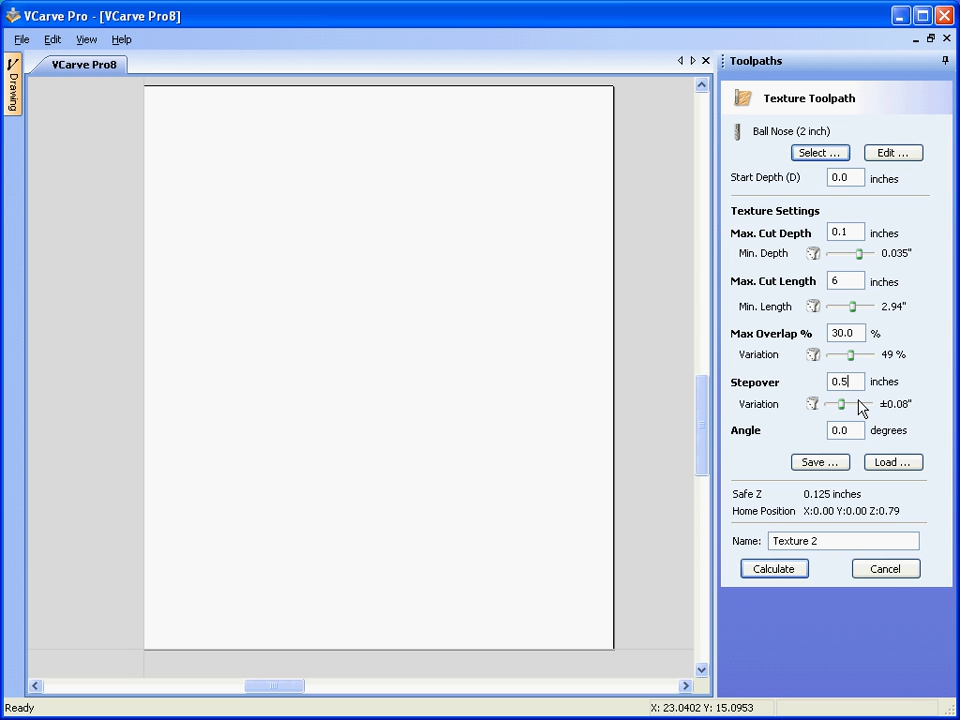 VCarve Pro - [VCarve Pro8]
File Edit View Help
VCarve Pro8
Toolpaths
V Drawing
Texture Toolpath
Ball Nose (2 inch)
Select ... Edit ...
Start Depth (D) 0.0 inches
Texture Settings
Max. Cut Depth 0.1 inches
Min. Depth 0.035"
Max. Cut Length 6 inches
Min. Length 2.94"
Max Overlap % 30.0 %
Variation 49 %
Stepover 0.5 inches
Variation ±0.08"
Angle 0.0 degrees
Save ... Load ...
Safe Z 0.125 inches
Home Position X:0.00 Y:0.00 Z:0.79
Name: Texture 2
Calculate Cancel
Ready X: 23.0402 Y: 15.0953